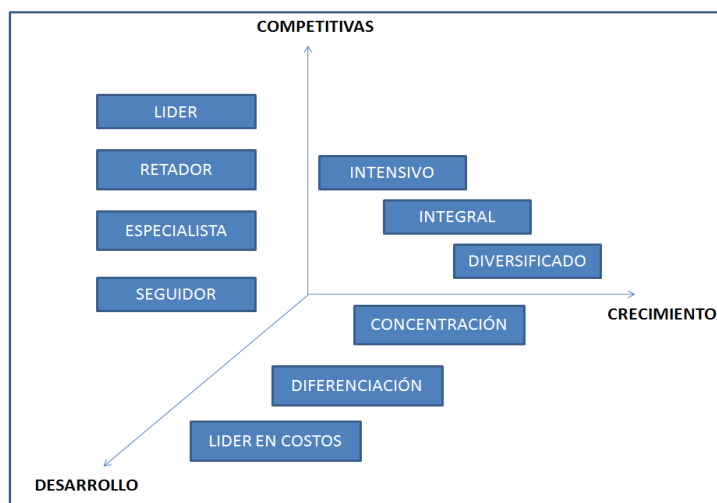 COMPETITIVAS
LIDER
RETADOR
INTENSIVO
ESPECIALISTA
INTEGRAL
DIVERSIFICADO
SEGUIDOR
CRECIMIENTO
CONCENTRACIÓN
DIFERENCIACIÓN
LIDER EN COSTOS
DESARROLLO